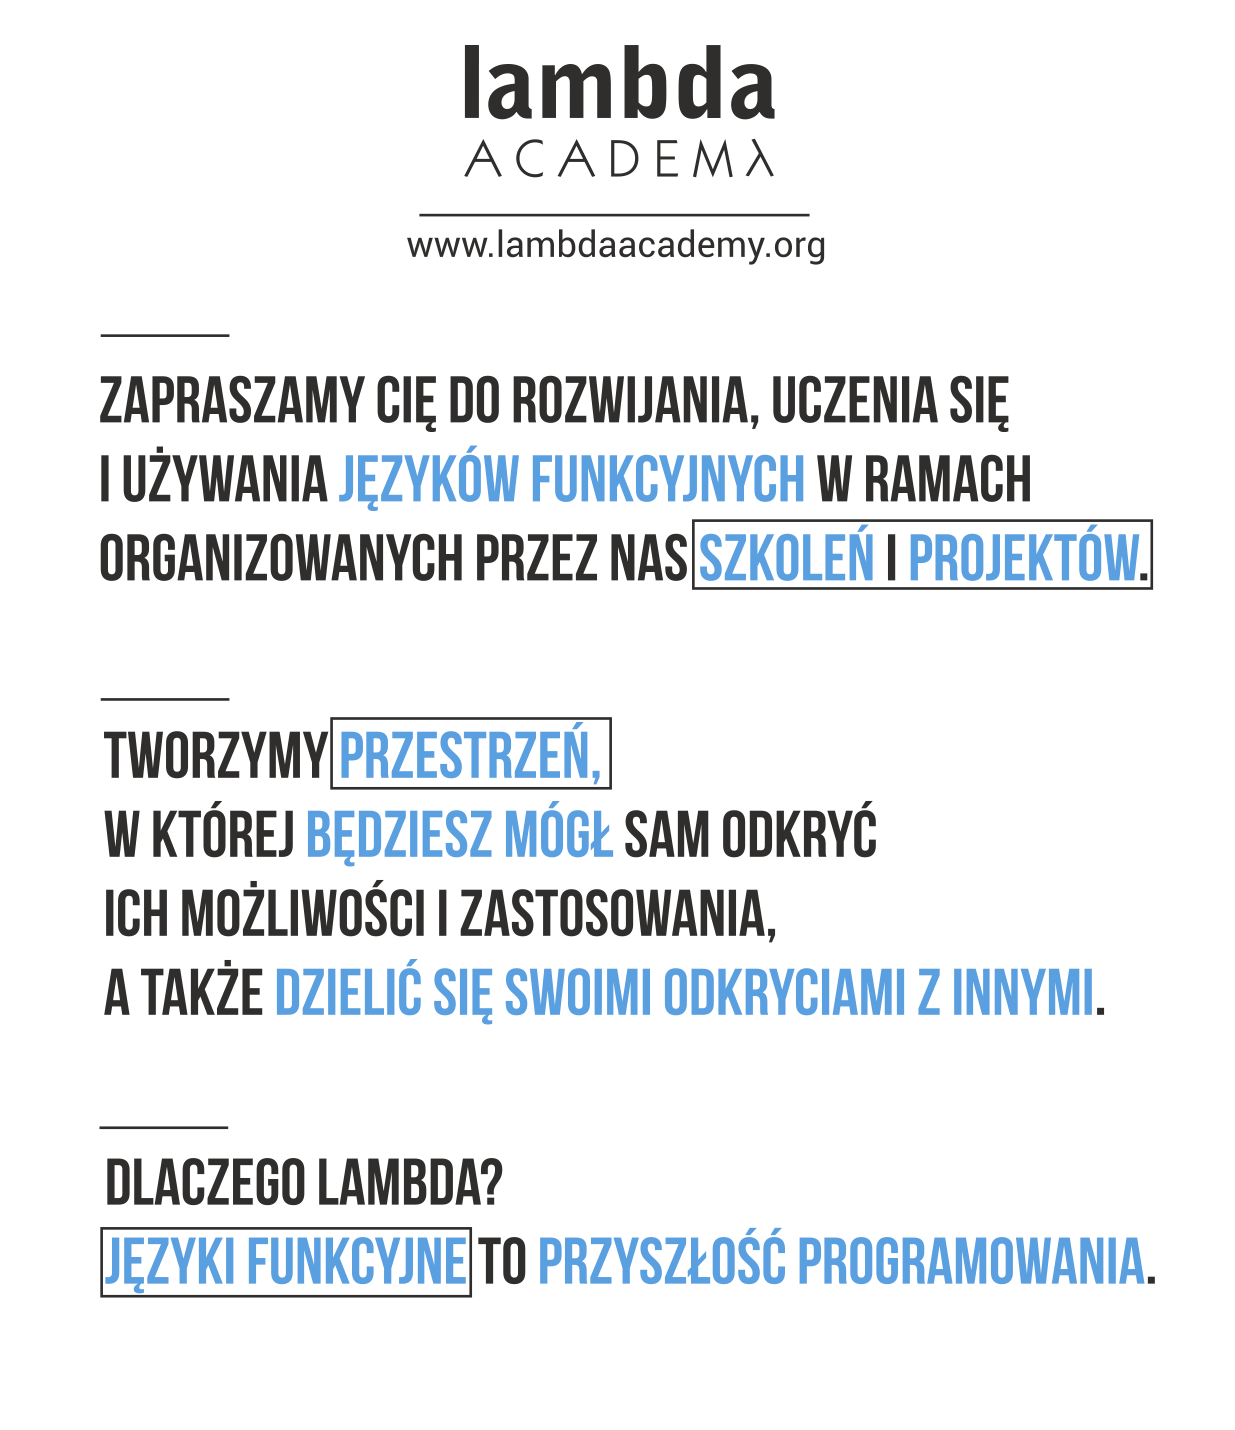 lambda
ACADEMλ
www.lambdaacademy.org
ZAPRASZAMY CIĘ DO ROZWIJANIA, UCZENIA SIĘ
I UŻYWANIA JĘZYKÓW FUNKCYJNYCH W RAMACH
ORGANIZOWANYCH PRZEZ NAS SZKOLEŃ I PROJEKTÓW.
TWORZYMY PRZESTRZEŃ,
W KTÓREJ BĘDZIESZ MÓGŁ SAM ODKRYĆ
ICH MOŻLIWOŚCI I ZASTOSOWANIA,
A TAKŻE DZIELIĆ SIĘ SWOIMI ODKRYCIAMI Z INNYMI.
DLACZEGO LAMBDA?
JĘZYKI FUNKCYJNE TO PRZYSZŁOŚĆ PROGRAMOWANIA.